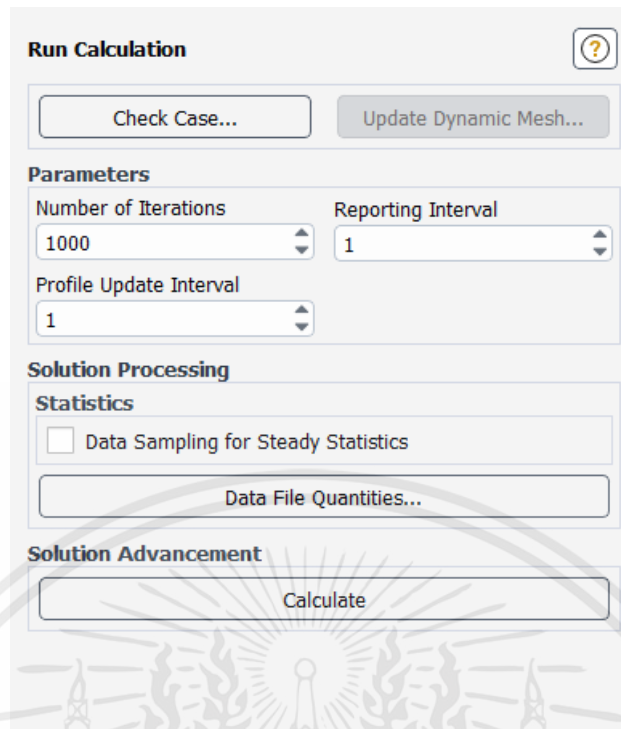 Run Calculation
?
Check Case... Update Dynamic Mesh...
Parameters
Number of Iterations Reporting Interval
1000 1
Profile Update Interval
1
Solution Processing
Statistics
Data Sampling for Steady Statistics
Data File Quantities...
Solution Advancement
Calculate